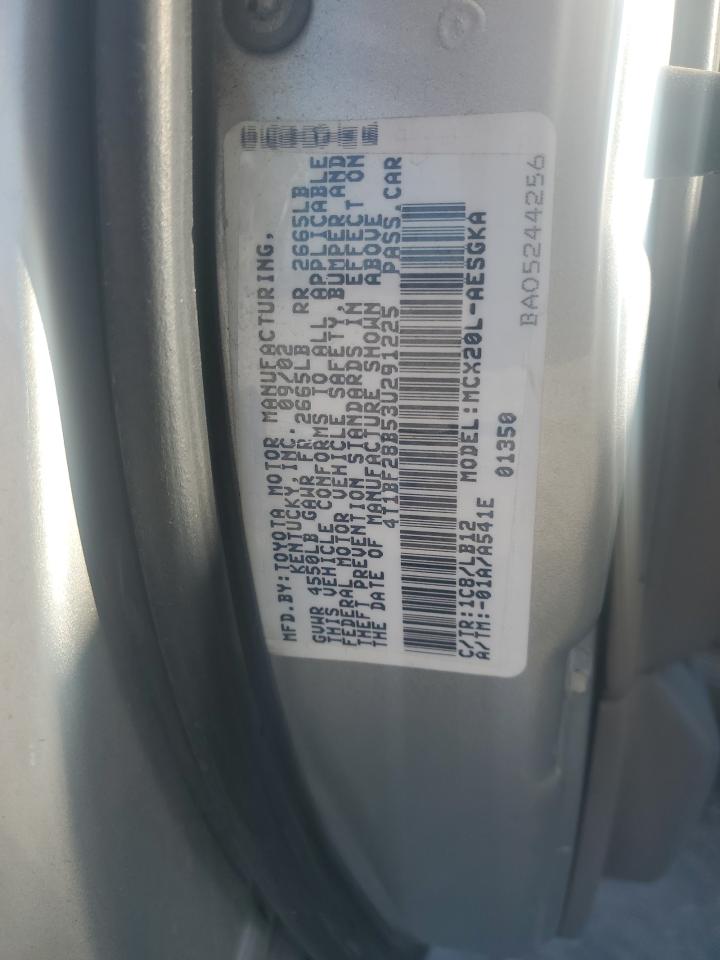 MFD.BY:TOYOTA MOTOR MANUFACTURING,
KENTUCKY,INC. 09/02
GVWR 4550LB GAWR FR 2665LB RR 2665LB
THIS VEHICLE CONFORMS TO ALL APPLICABLE
FEDERAL MOTOR VEHICLE SAFETY,BUMPER AND
THEFT PREVENTION STANDARDS IN EFFECT ON
THE DATE OF MANUFACTURE SHOWN ABOVE
4T1BF28B53U291225 PASS.CAR
C/TR:1C8/LB12 MODEL:MCX20L-AESGKA
A/TM:-01A/A541E 01350
BA05244256